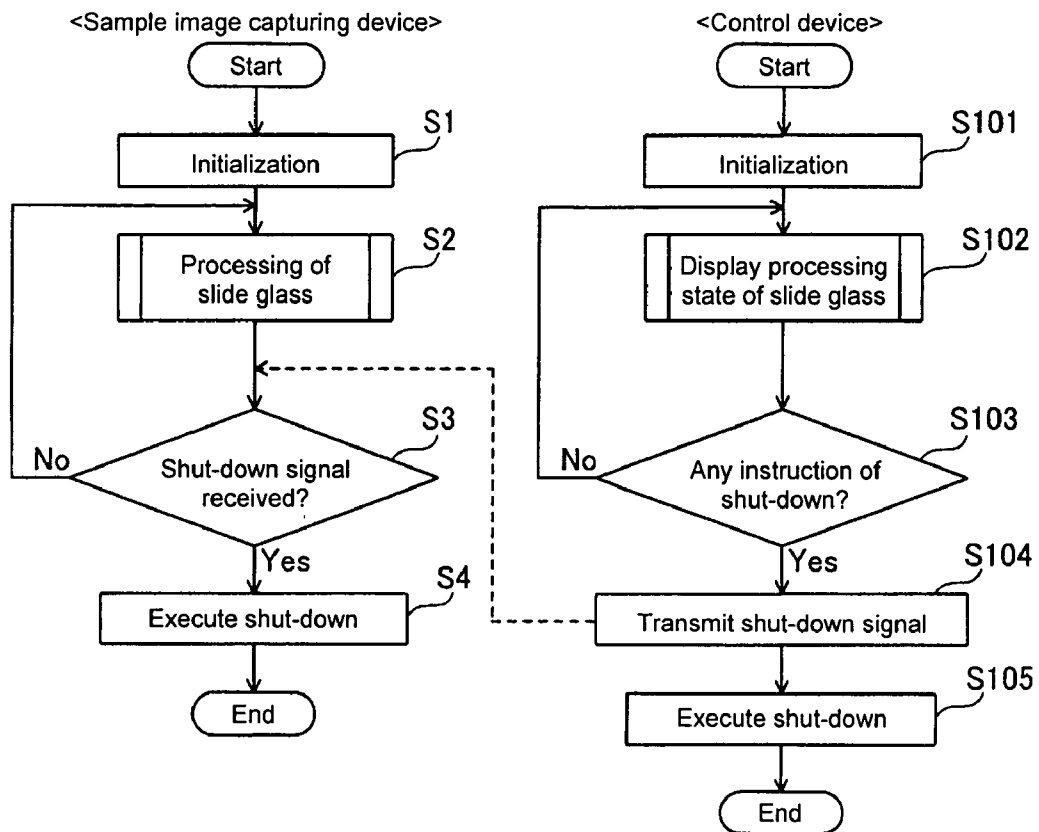 <Sample image capturing device>
Start
S1
Initialization
S2
Processing of
slide glass
S3
Shut-down signal
received?
No
Yes
S4
Execute shut-down
End
<Control device>
Start
S101
Initialization
S102
Display processing
state of slide glass
S103
Any instruction of
shut-down?
No
Yes
S104
Transmit shut-down signal
S105
Execute shut-down
End